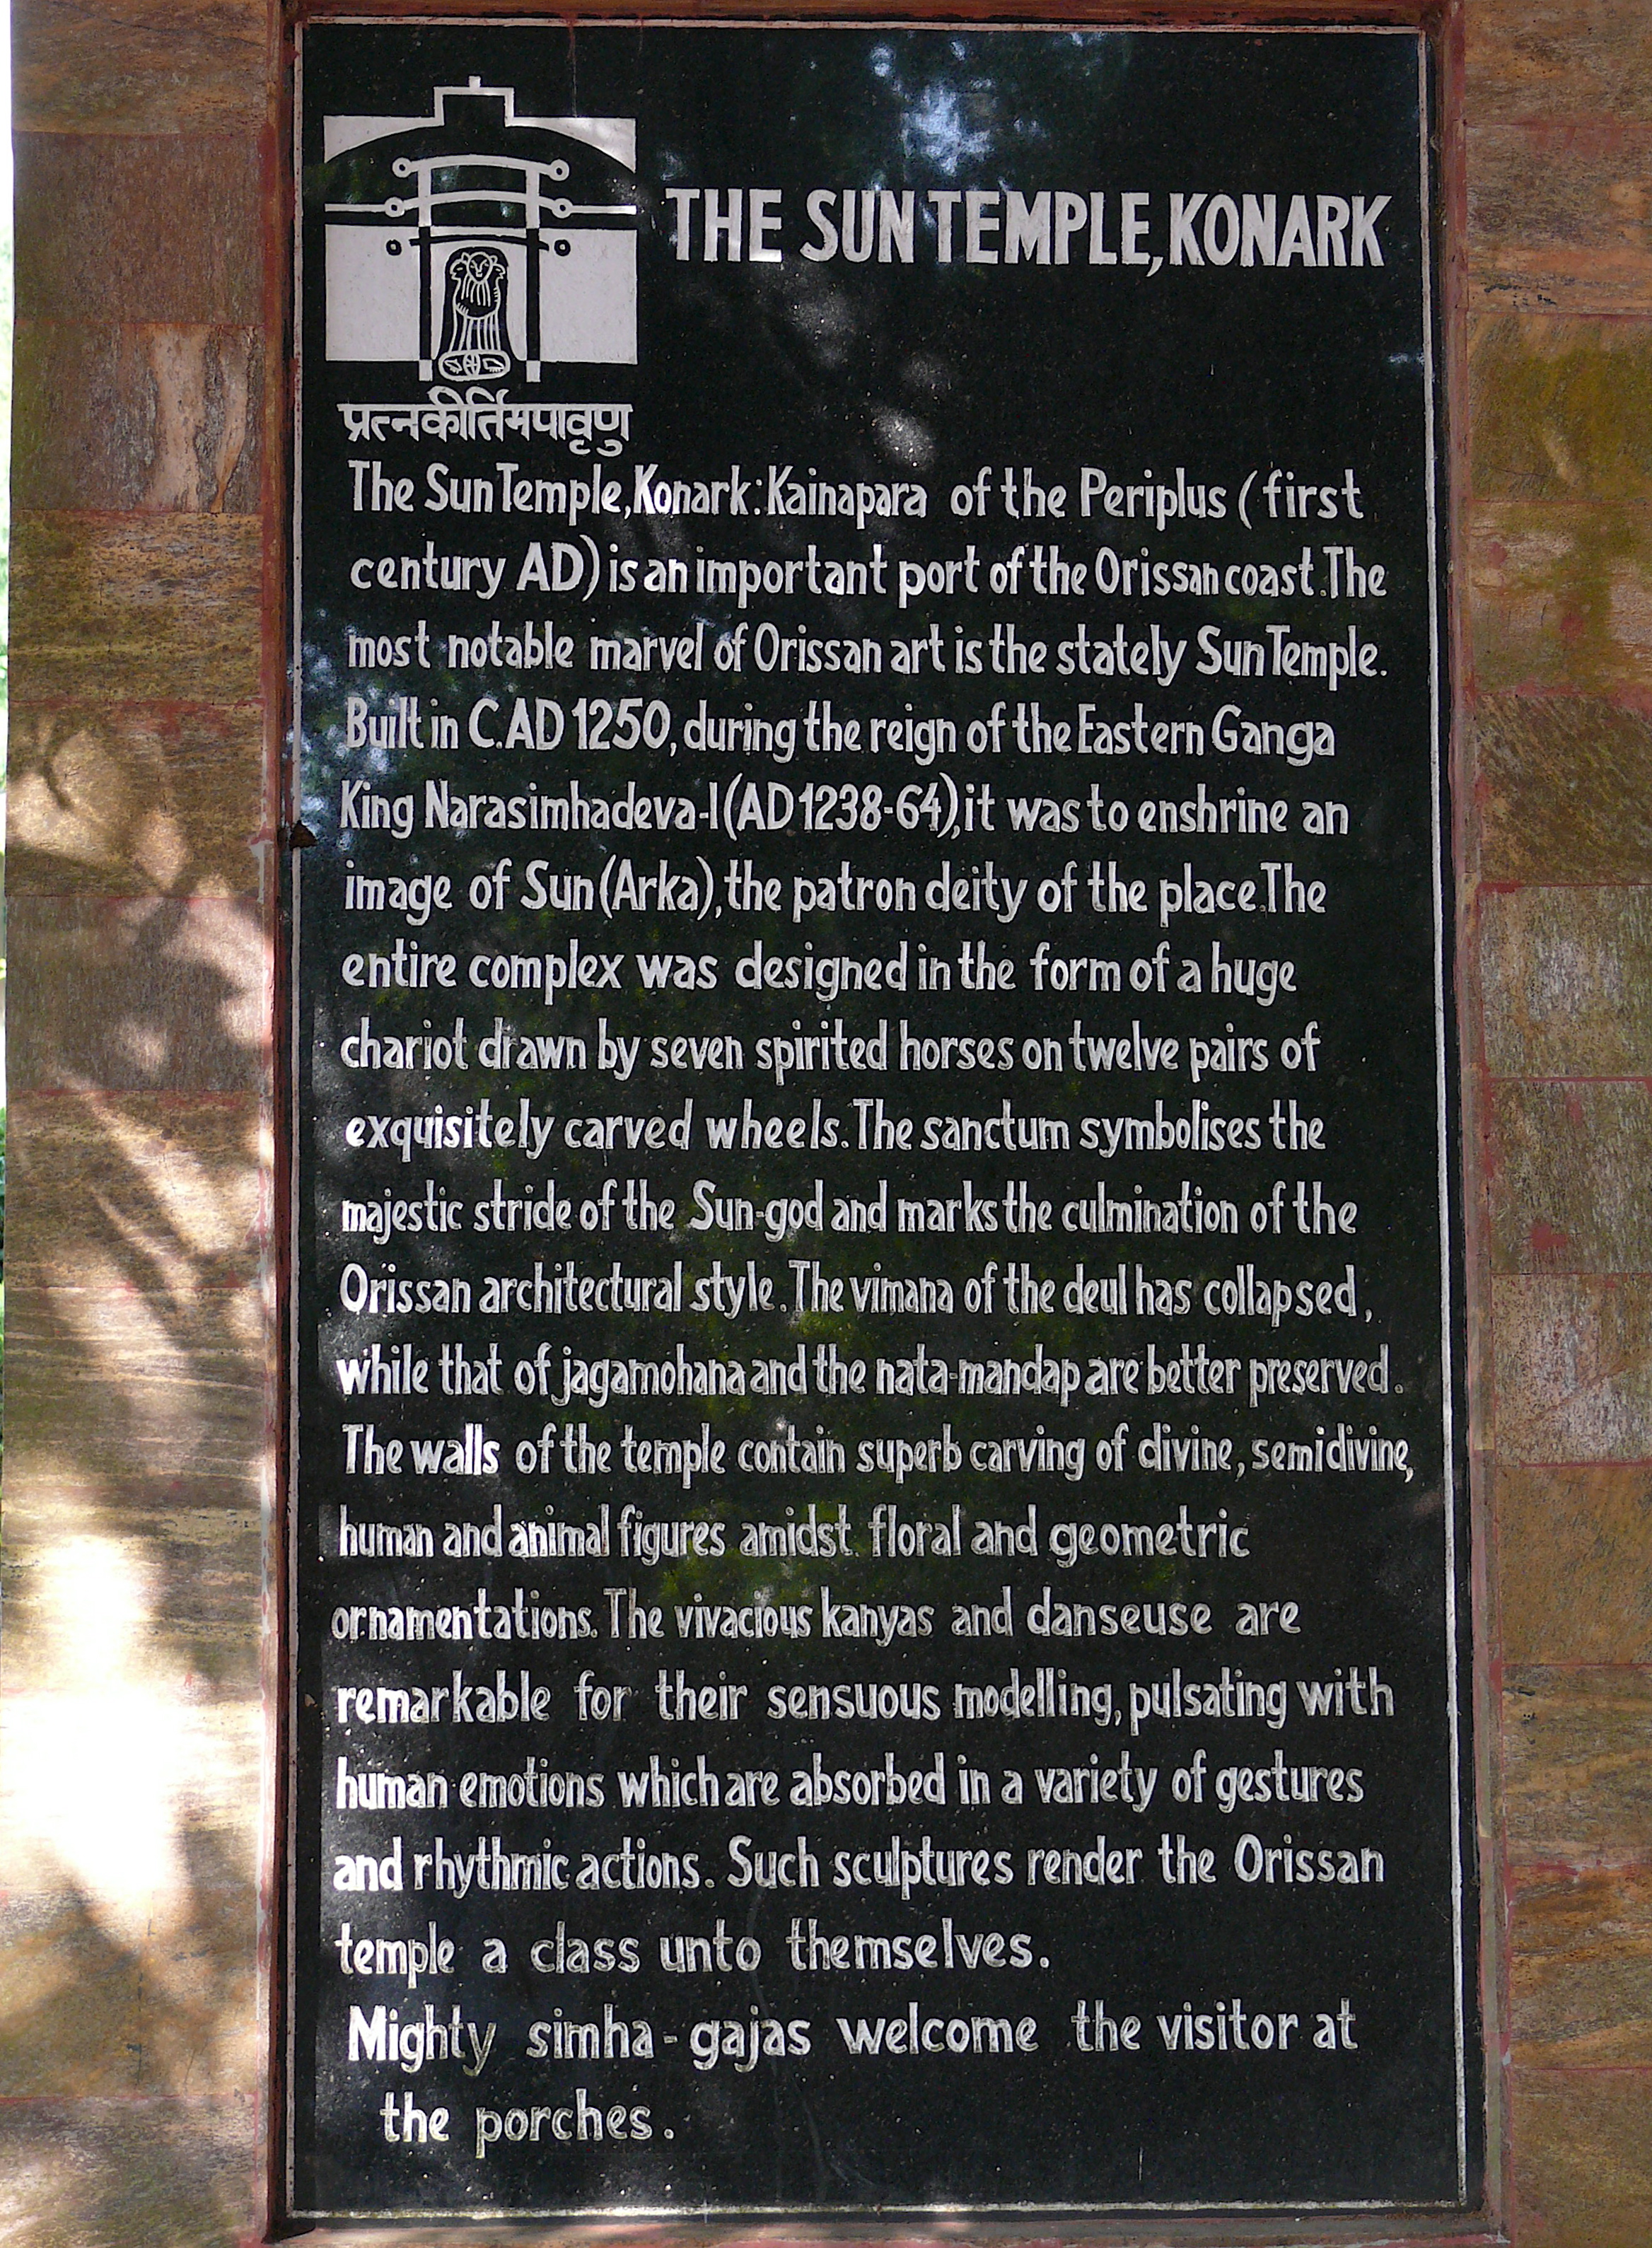 THE SUN TEMPLE, KONARK
प्रत्नकीर्तिमपावृणु
The Sun Temple, Konark: Kainapara of the Periplus (first
century AD) is an important port of the Orissan coast. The
most notable marvel of Orissan art is the stately Sun Temple.
Built in C.AD 1250, during the reign of the Eastern Ganga
King Narasimhadeva-I (AD 1238-64), it was to enshrine an
image of Sun (Arka), the patron deity of the place. The
entire complex was designed in the form of a huge
chariot drawn by seven spirited horses on twelve pairs of
exquisitely carved wheels. The sanctum symbolises the
majestic stride of the Sun-god and marks the culmination of the
Orissan architectural style. The vimana of the deul has collapsed,
while that of jagamohana and the nata-mandap are better preserved.
The walls of the temple contain superb carving of divine, semidivine,
human and animal figures amidst floral and geometric
ornamentations. The vivacious kanyas and danseuse are
remarkable for their sensuous modelling, pulsating with
human emotions which are absorbed in a variety of gestures
and rhythmic actions. Such sculptures render the Orissan
temple a class unto themselves.
Mighty simha-gajas welcome the visitor at
the porches.